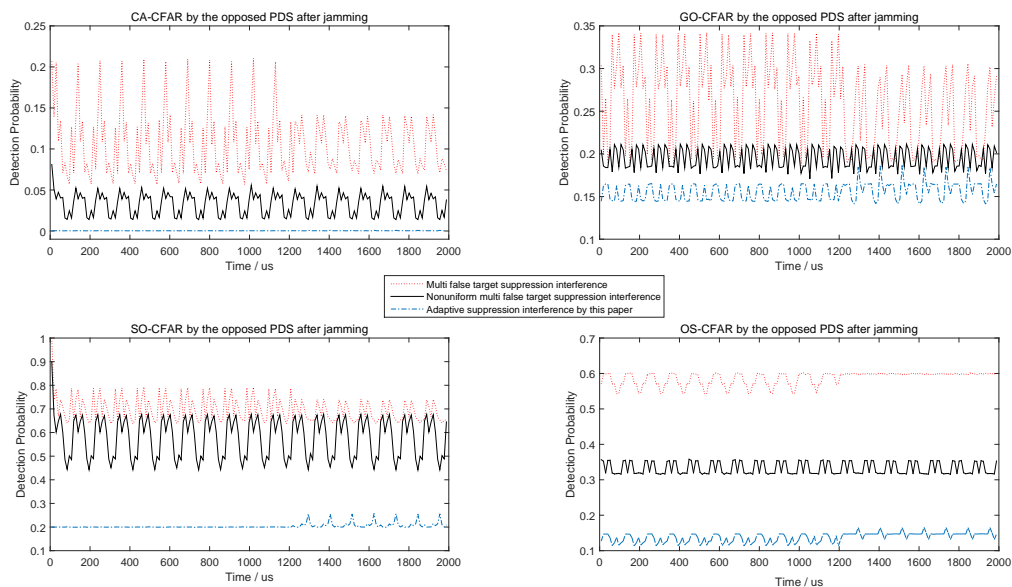 CA-CFAR by the opposed PDS after jamming
0.25
0.2
0.15
0.1
0.05
0
Detection Probability
0 200 400 600 800 1000 1200 1400 1600 1800 2000
Time / us
GO-CFAR by the opposed PDS after jamming
0.35
0.3
0.25
0.2
0.15
0.1
Detection Probability
0 200 400 600 800 1000 1200 1400 1600 1800 2000
Time / us
Multi false target suppression interference
Nonuniform multi false target suppression interference
Adaptive suppression interference by this paper
SO-CFAR by the opposed PDS after jamming
1
0.9
0.8
0.7
0.6
0.5
0.4
0.3
0.2
0.1
Detection Probability
0 200 400 600 800 1000 1200 1400 1600 1800 2000
Time / us
OS-CFAR by the opposed PDS after jamming
0.7
0.6
0.5
0.4
0.3
0.2
0.1
Detection Probability
0 200 400 600 800 1000 1200 1400 1600 1800 2000
Time / us